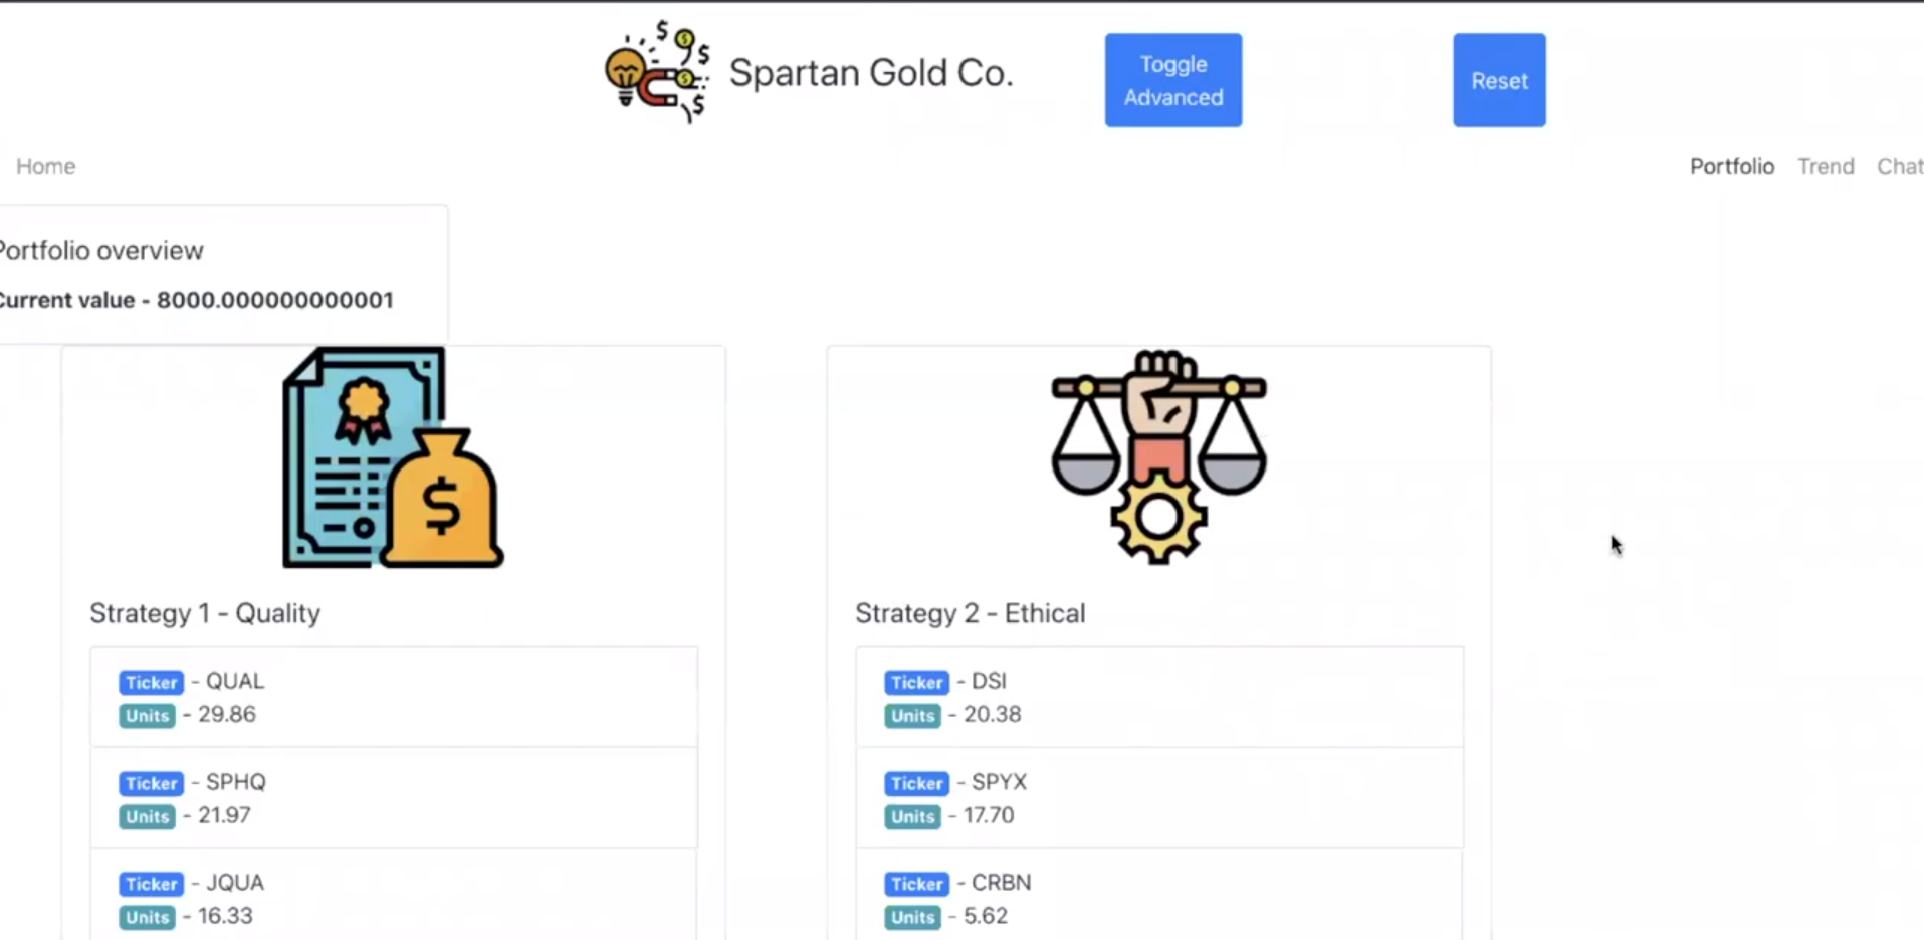 Spartan Gold Co.
Toggle
Advanced
Reset
Home
Portfolio Trend Chat
Portfolio overview
Current value - 8000.000000000001
Strategy 1 - Quality
Ticker - QUAL
Units - 29.86
Ticker - SPHQ
Units - 21.97
Ticker - JQUA
Units - 16.33
Strategy 2 - Ethical
Ticker - DSI
Units - 20.38
Ticker - SPYX
Units - 17.70
Ticker - CRBN
Units - 5.62